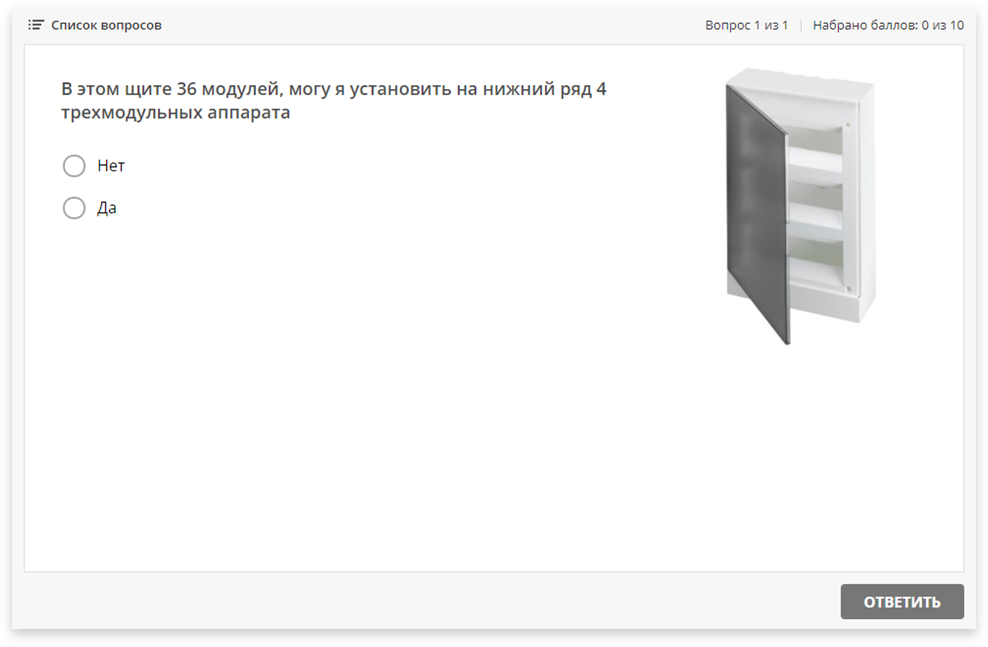 Список вопросов
Вопрос 1 из 1 | Набрано баллов: 0 из 10
В этом щите 36 модулей, могу я установить на нижний ряд 4
трехмодульных аппарата
Нет
Да
ОТВЕТИТЬ